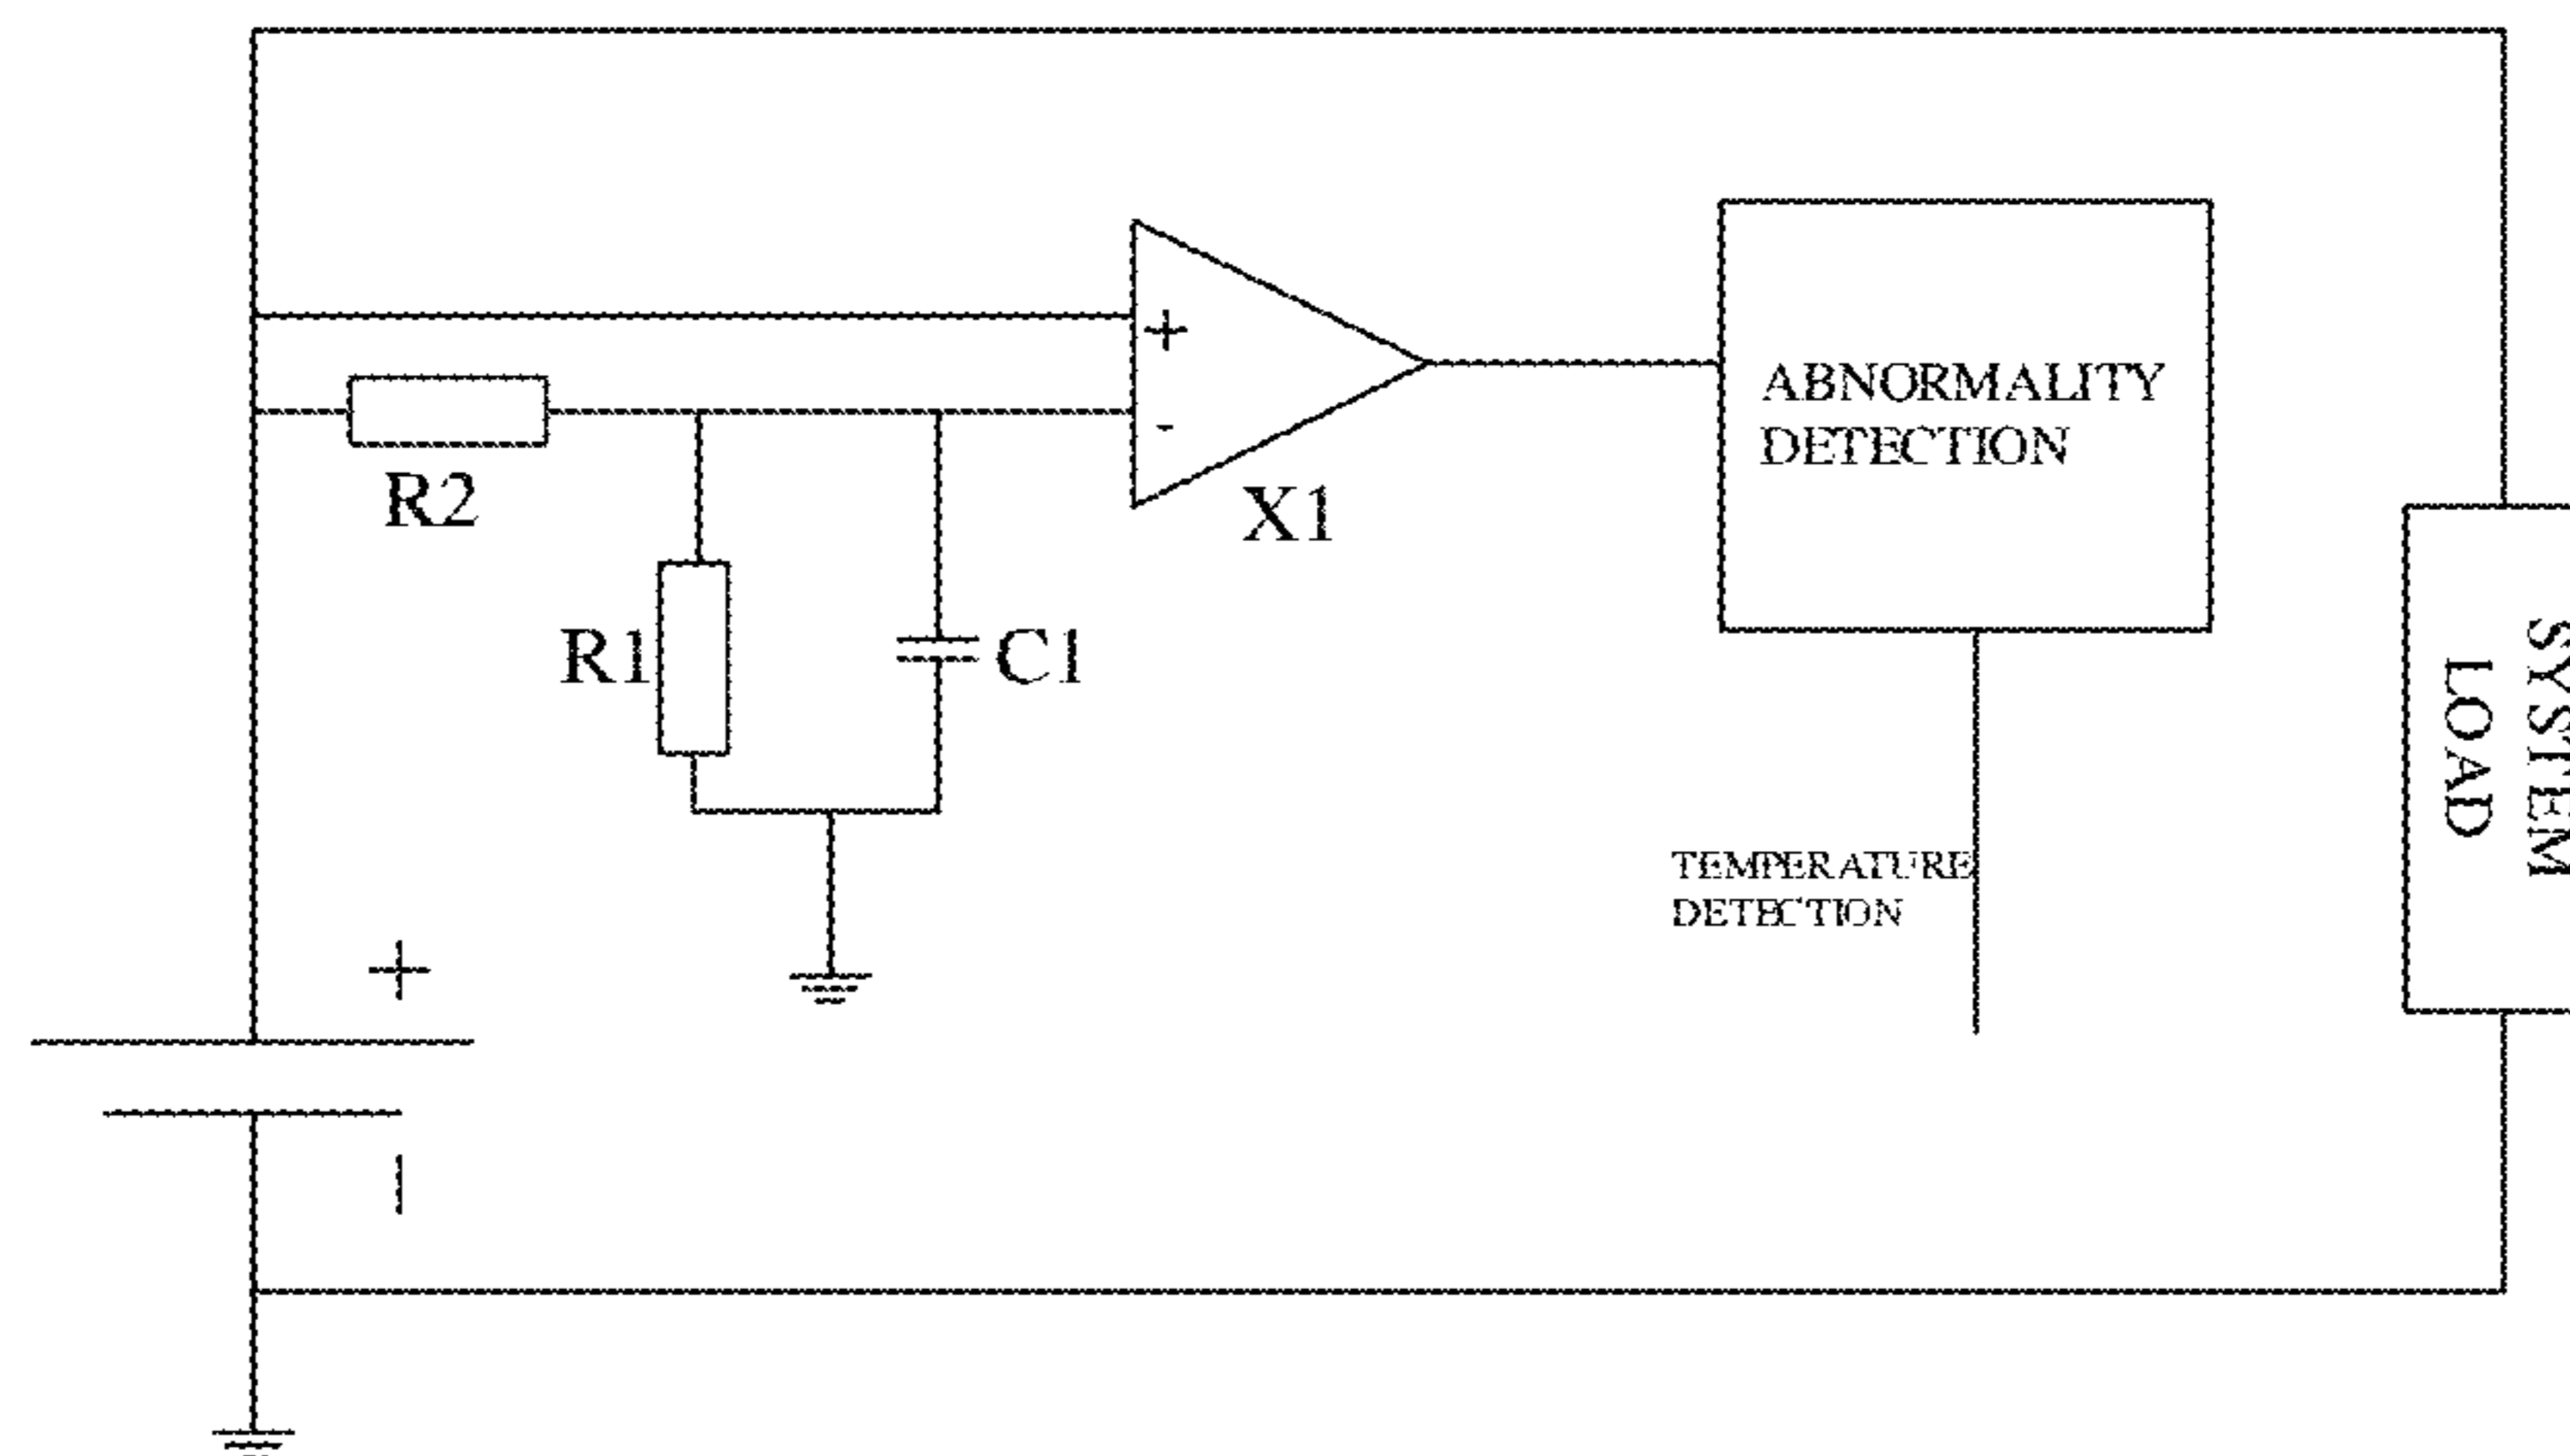 +
-
X1
ABNORMALITY
DETECTION
R2
R1
C1
SYSTEM
LOAD
TEMPERATURE
DETECTION
+
|